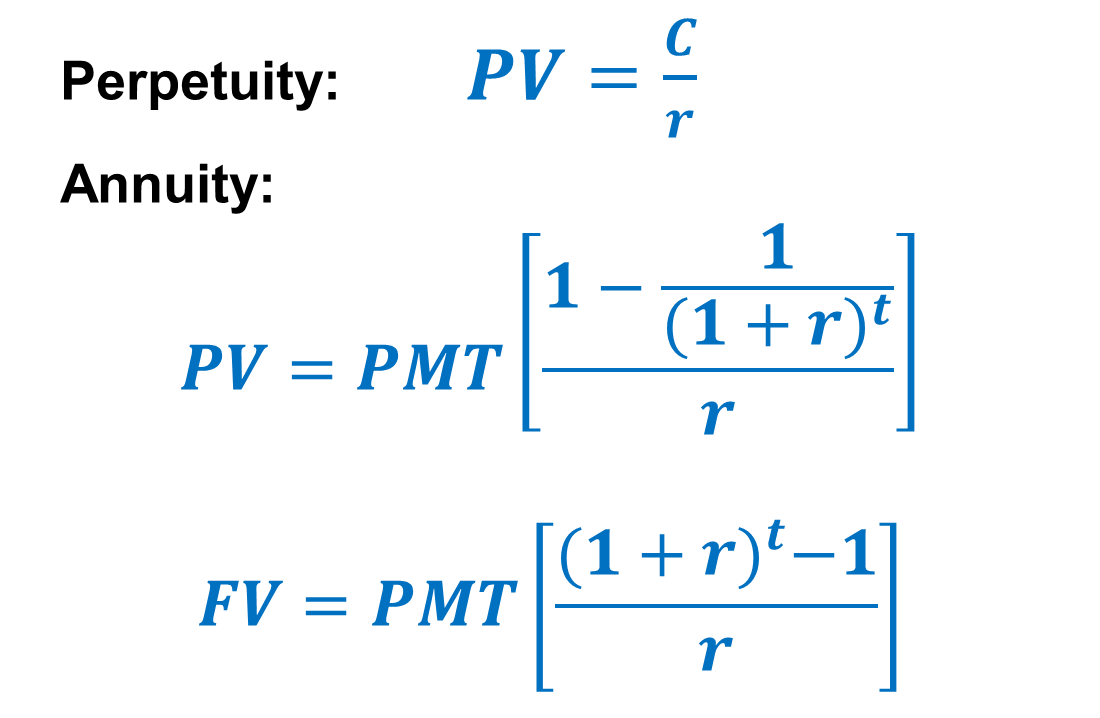 Perpetuity: PV = C/r
Annuity:
PV = PMT [(1 − 1/(1 + r)^t)/r]
FV = PMT [((1 + r)^t − 1)/r]